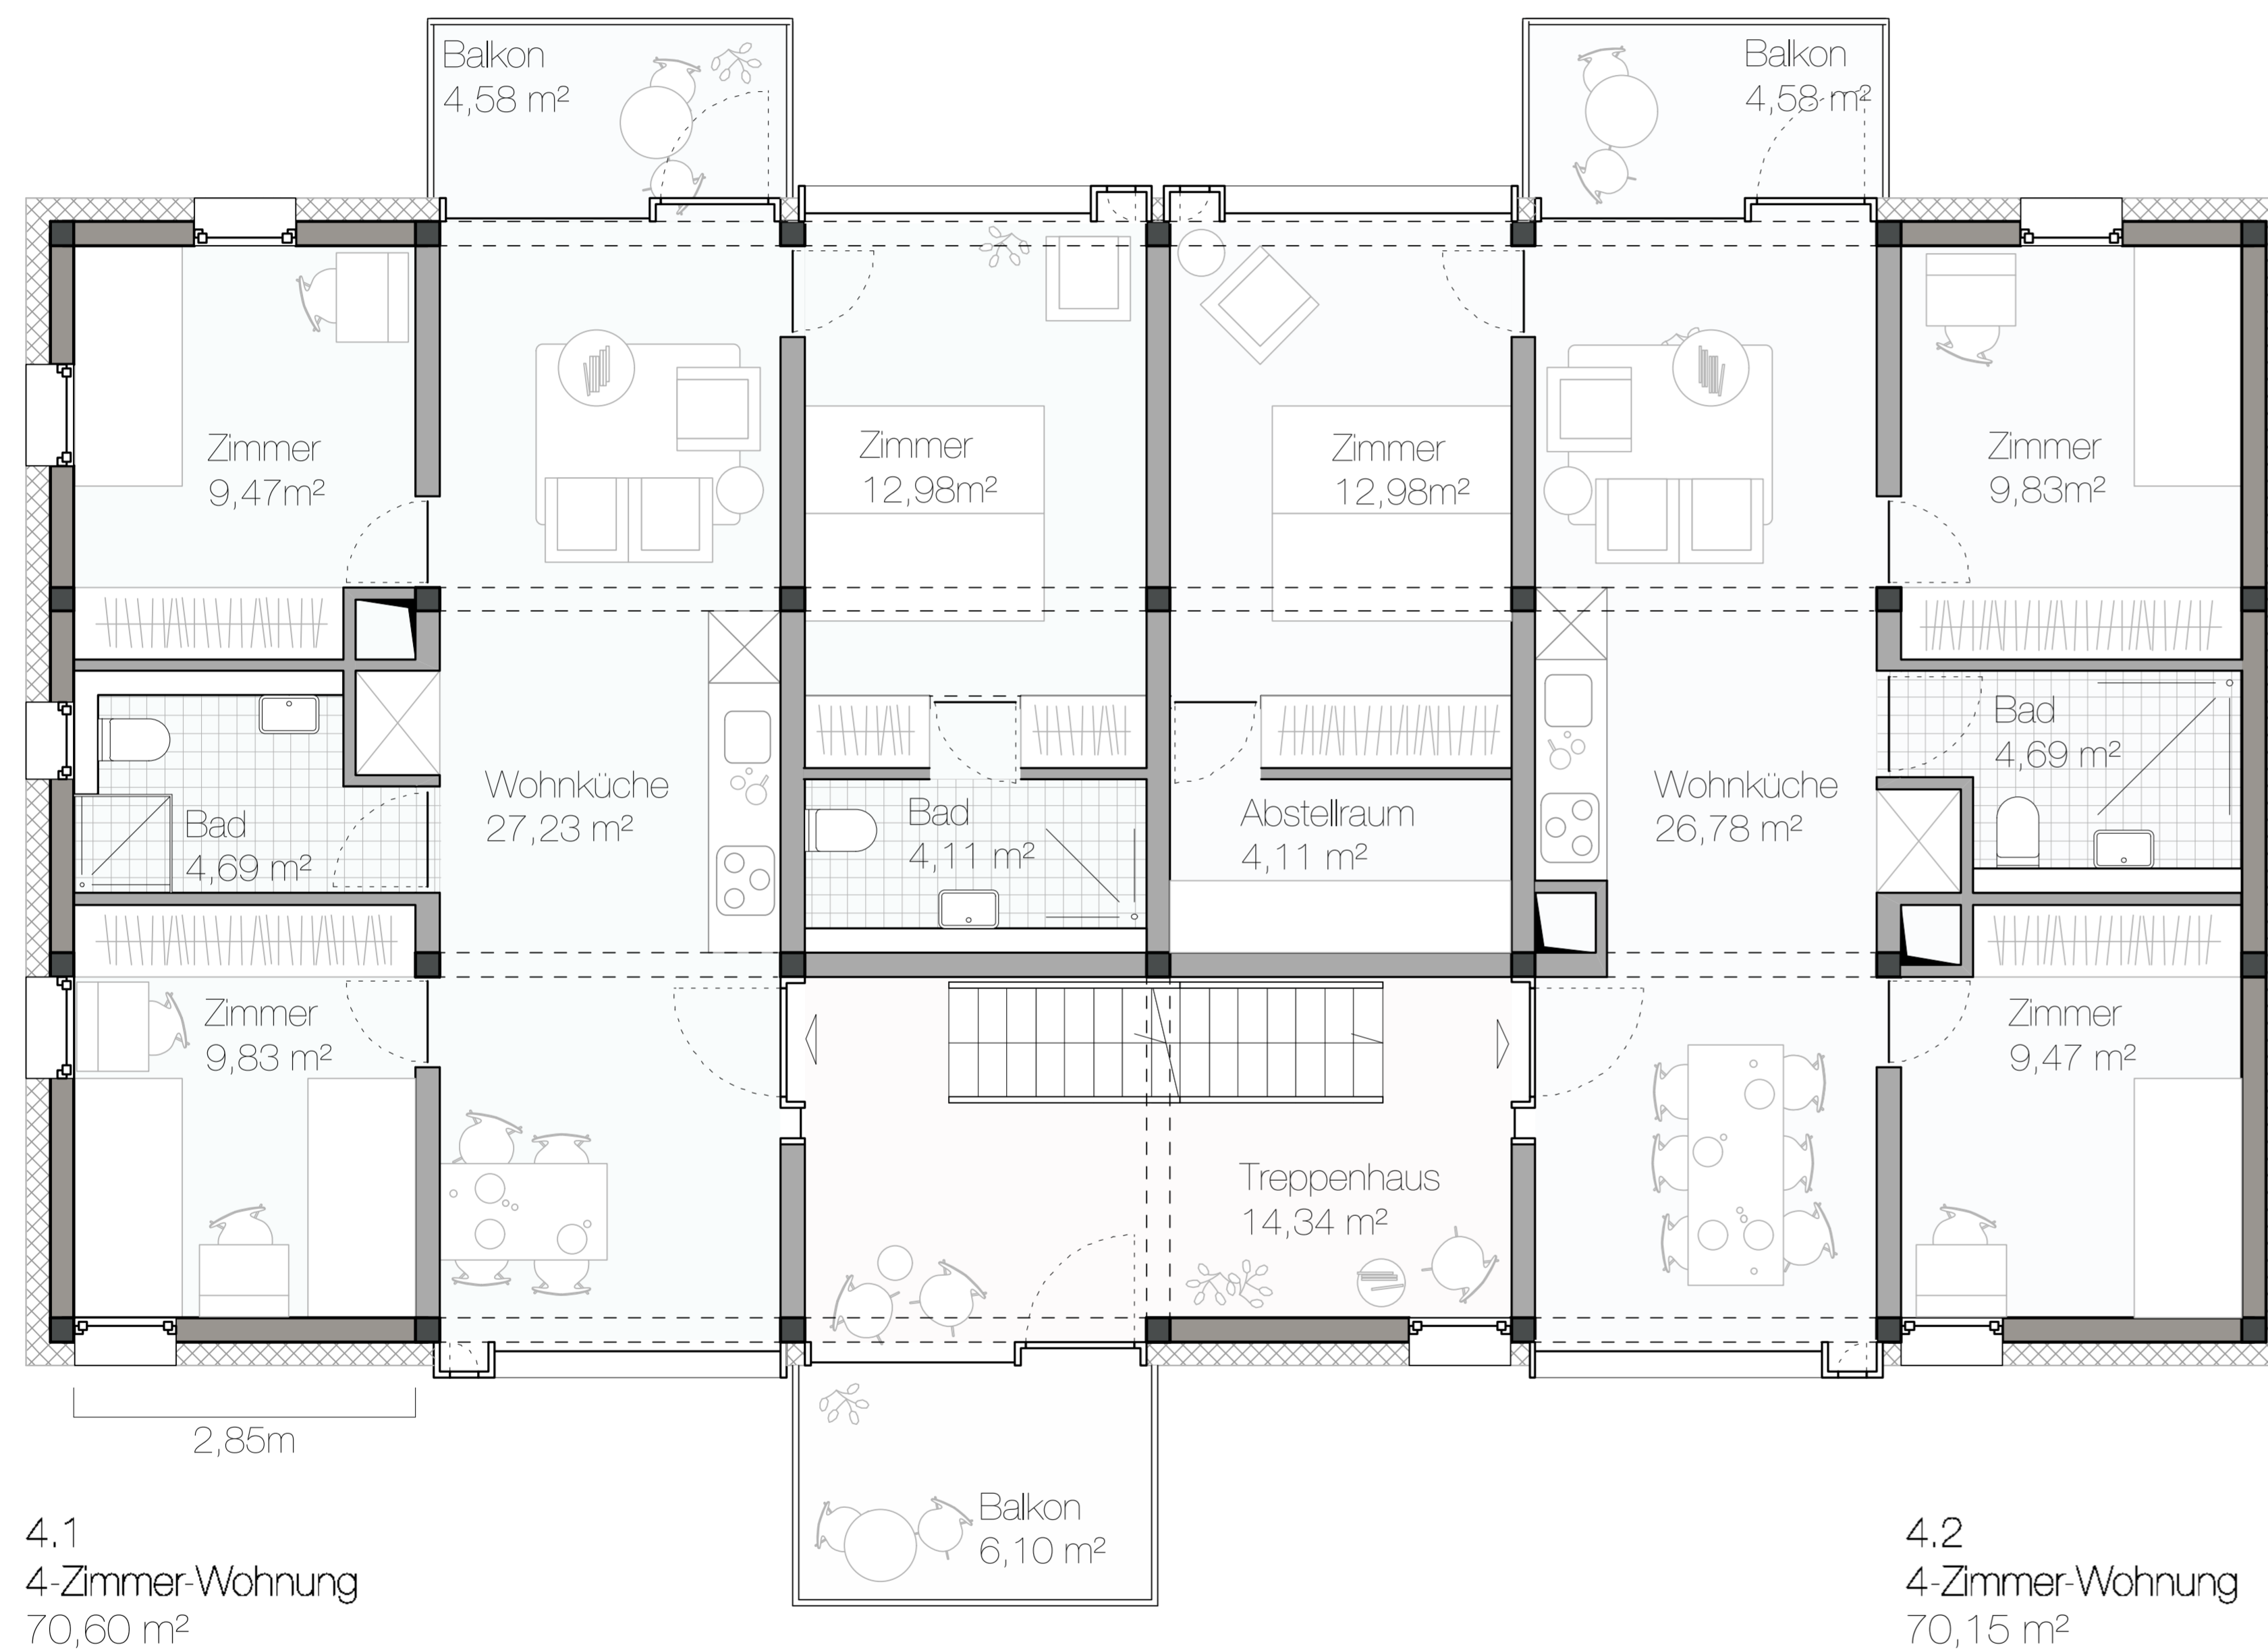 Balkon
4,58 m²
Balkon
4,58 m²
Zimmer
9,47m²
Zimmer
12,98m²
Zimmer
12,98m²
Zimmer
9,83m²
Bad
4,69 m²
Wohnküche
27,23 m²
Bad
4,11 m²
Abstellraum
4,11 m²
Wohnküche
26,78 m²
Bad
4,69 m²
Zimmer
9,83 m²
Zimmer
9,47 m²
Treppenhaus
14,34 m²
2,85m
Balkon
6,10 m²
4.1
4-Zimmer-Wohnung
70,60 m²
4.2
4-Zimmer-Wohnung
70,15 m²